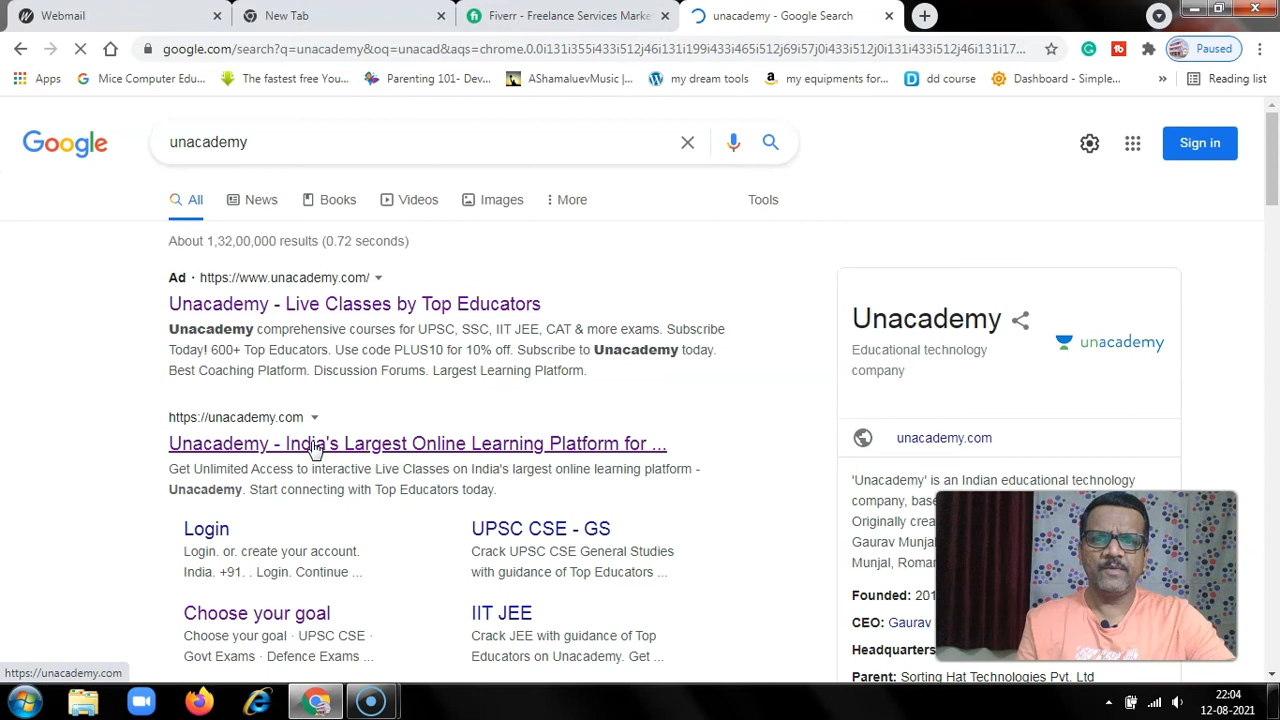 Webmail
New Tab
Fiverr - Freelance Services Marke
unacademy - Google Search
google.com/search?q=unacademy&oq=unacad&aqs=chrome.0.0i131i355i433i512j46i131i199i433i465i512j69i57j0i433i512j0i131i433i512j46i131i17...
Paused
Apps
Mice Computer Edu...
The fastest free You...
Parenting 101- Dev...
AShamaluevMusic |...
my dream tools
my equipments for...
dd course
Dashboard - Simple...
»
Reading list
Google
unacademy
Sign in
All
News
Books
Videos
Images
More
Tools
About 1,32,00,000 results (0.72 seconds)
Ad · https://www.unacademy.com/
Unacademy - Live Classes by Top Educators
Unacademy comprehensive courses for UPSC, SSC, IIT JEE, CAT & more exams. Subscribe
Today! 600+ Top Educators. Use Code PLUS10 for 10% off. Subscribe to Unacademy today.
Best Coaching Platform. Discussion Forums. Largest Learning Platform.
https://unacademy.com
Unacademy - India's Largest Online Learning Platform for ...
Get Unlimited Access to interactive Live Classes on India's largest online learning platform -
Unacademy. Start connecting with Top Educators today.
Login
Login. or. create your account.
India. +91. . Login. Continue ...
UPSC CSE - GS
Crack UPSC CSE General Studies
with guidance of Top Educators ...
Choose your goal
Choose your goal · UPSC CSE ·
Govt Exams · Defence Exams ...
IIT JEE
Crack JEE with guidance of Top
Educators on Unacademy. Get ...
Unacademy
Educational technology
company
unacademy
unacademy.com
'Unacademy' is an Indian educational technology
company, base
Originally crea
Gaurav Munjal
Munjal, Roman
Founded: 201
CEO: Gaurav
Headquarters
Parent: Sorting Hat Technologies Pvt. Ltd
https://unacademy.com
22:04
12-08-2021